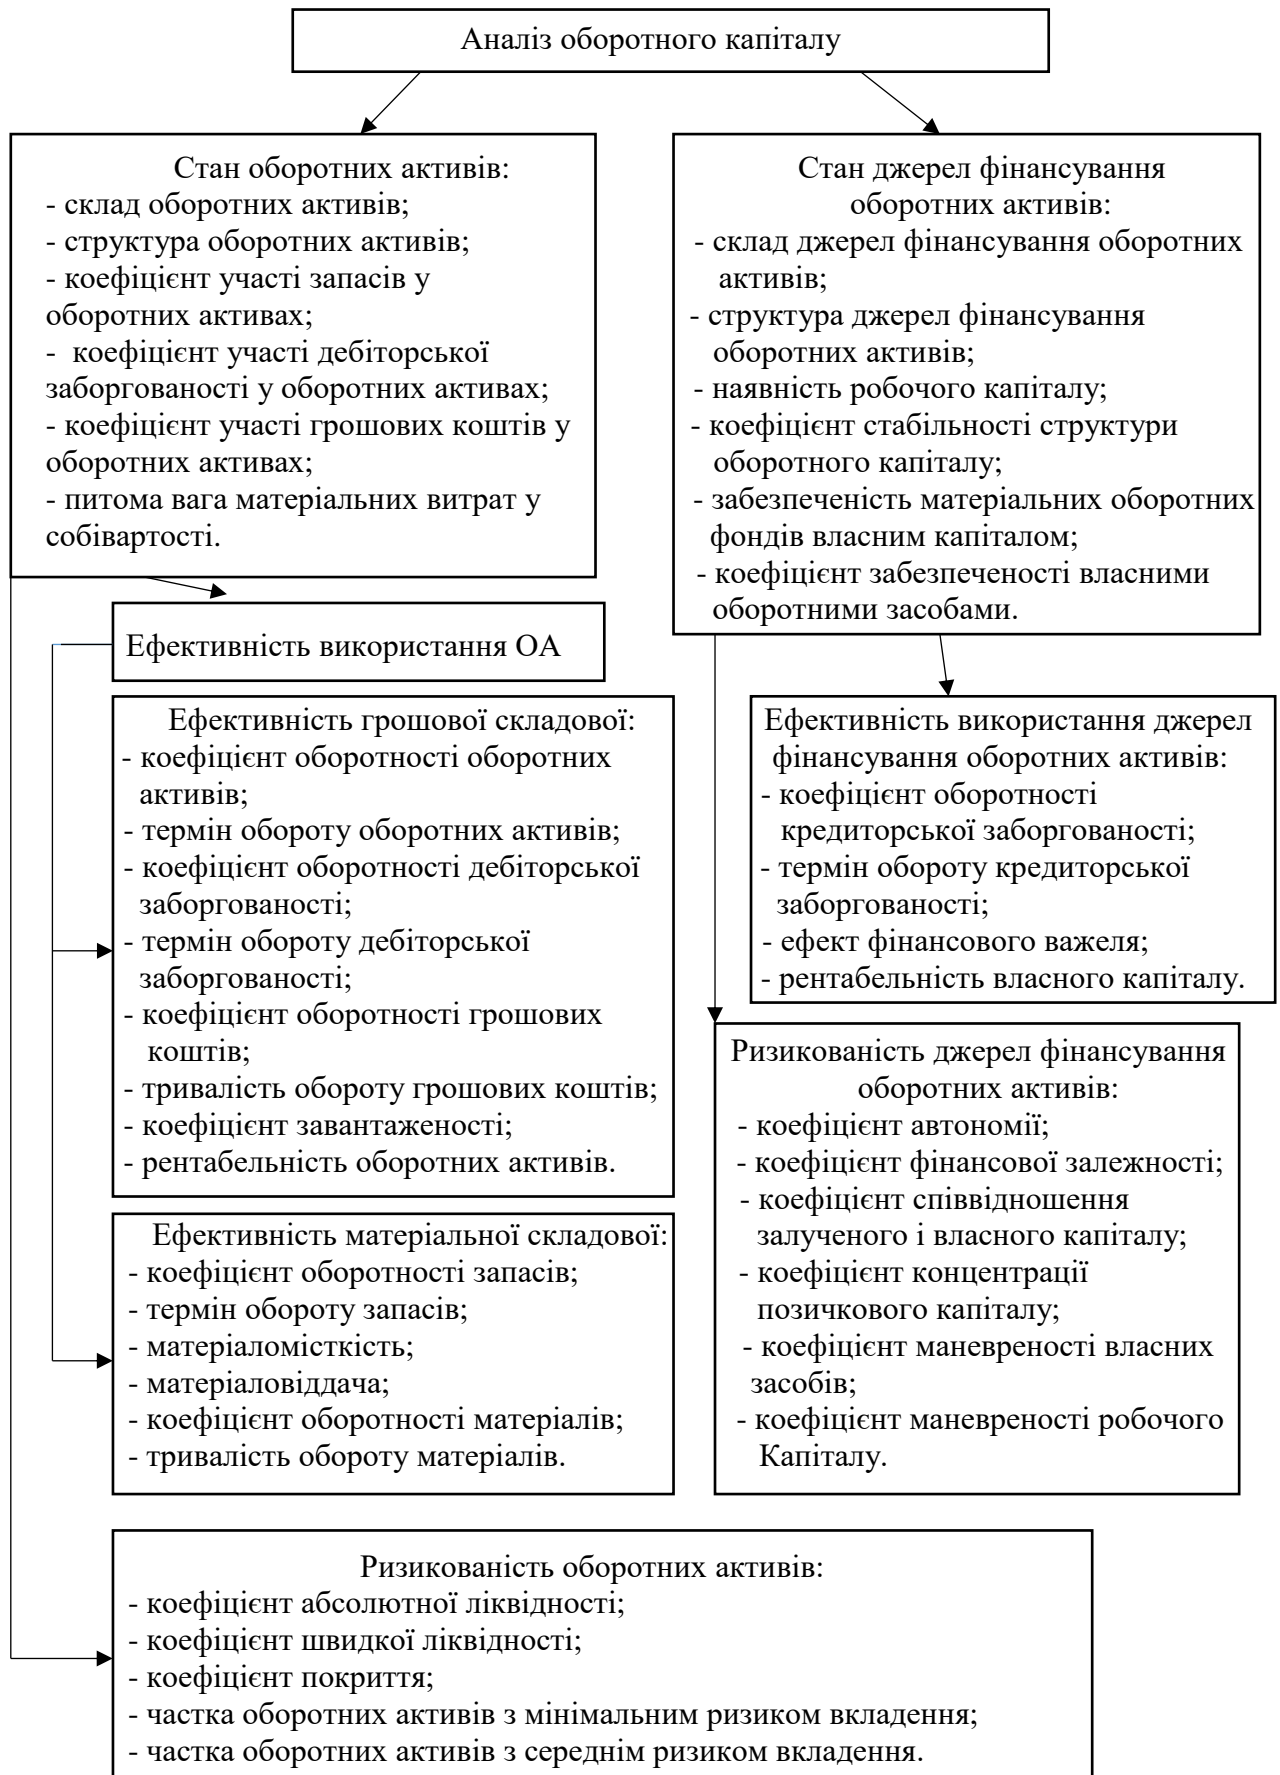 Аналіз оборотного капіталу
Стан оборотних активів:
- склад оборотних активів;
- структура оборотних активів;
- коефіцієнт участі запасів у
оборотних активах;
- коефіцієнт участі дебіторської
заборгованості у оборотних активах;
- коефіцієнт участі грошових коштів у
оборотних активах;
- питома вага матеріальних витрат у
собівартості.
Стан джерел фінансування
оборотних активів:
- склад джерел фінансування оборотних
активів;
- структура джерел фінансування
оборотних активів;
- наявність робочого капіталу;
- коефіцієнт стабільності структури
оборотного капіталу;
- забезпеченість матеріальних оборотних
фондів власним капіталом;
- коефіцієнт забезпеченості власними
оборотними засобами.
Ефективність використання ОА
Ефективність грошової складової:
- коефіцієнт оборотності оборотних
активів;
- термін обороту оборотних активів;
- коефіцієнт оборотності дебіторської
заборгованості;
- термін обороту дебіторської
заборгованості;
- коефіцієнт оборотності грошових
коштів;
- тривалість обороту грошових коштів;
- коефіцієнт завантаженості;
- рентабельність оборотних активів.
Ефективність використання джерел
фінансування оборотних активів:
- коефіцієнт оборотності
кредиторської заборгованості;
- термін обороту кредиторської
заборгованості;
- ефект фінансового важеля;
- рентабельність власного капіталу.
Ефективність матеріальної складової:
- коефіцієнт оборотності запасів;
- термін обороту запасів;
- матеріаломісткість;
- матеріаловіддача;
- коефіцієнт оборотності матеріалів;
- тривалість обороту матеріалів.
Ризикованість джерел фінансування
оборотних активів:
- коефіцієнт автономії;
- коефіцієнт фінансової залежності;
- коефіцієнт співвідношення
залученого і власного капіталу;
- коефіцієнт концентрації
позичкового капіталу;
- коефіцієнт маневреності власних
засобів;
- коефіцієнт маневреності робочого
Капіталу.
Ризикованість оборотних активів:
- коефіцієнт абсолютної ліквідності;
- коефіцієнт швидкої ліквідності;
- коефіцієнт покриття;
- частка оборотних активів з мінімальним ризиком вкладення;
- частка оборотних активів з середнім ризиком вкладення.